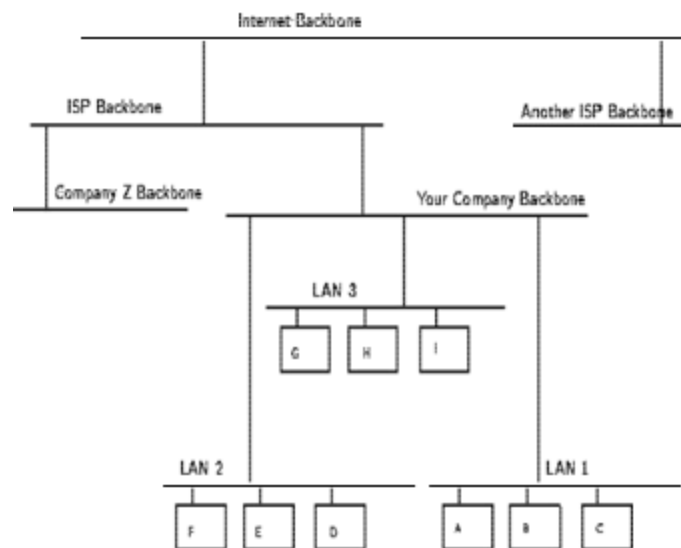 Internet Backbone
ISP Backbone
Another ISP Backbone
Company Z Backbone
Your Company Backbone
LAN 3
G H I
LAN 2 LAN 1
F E D A B C